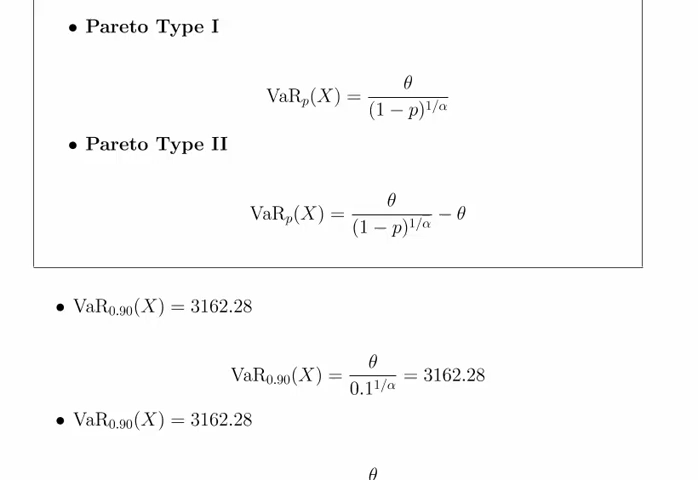 • Pareto Type I
VaR_p(X) = θ / (1 − p)^{1/α}
• Pareto Type II
VaR_p(X) = θ / (1 − p)^{1/α} − θ
• VaR_{0.90}(X) = 3162.28
VaR_{0.90}(X) = θ / 0.1^{1/α} = 3162.28
• VaR_{0.90}(X) = 3162.28
θ